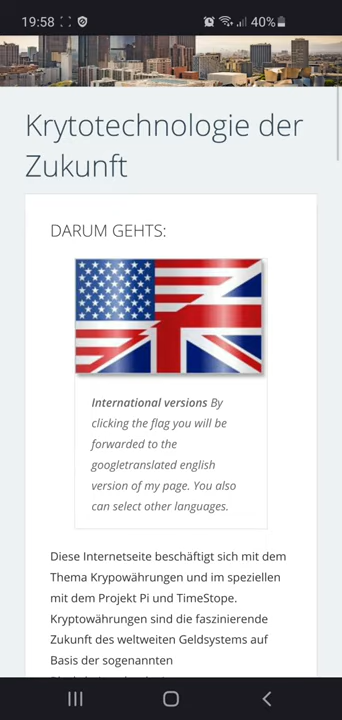 19:58
40%
Krytotechnologie der
Zukunft
DARUM GEHTS:
International versions By
clicking the flag you will be
forwarded to the
googletranslated english
version of my page. You also
can select other languages.
Diese Internetseite beschäftigt sich mit dem
Thema Krypowährungen und im speziellen
mit dem Projekt Pi und TimeStope.
Kryptowährungen sind die faszinierende
Zukunft des weltweiten Geldsystems auf
Basis der sogenannten